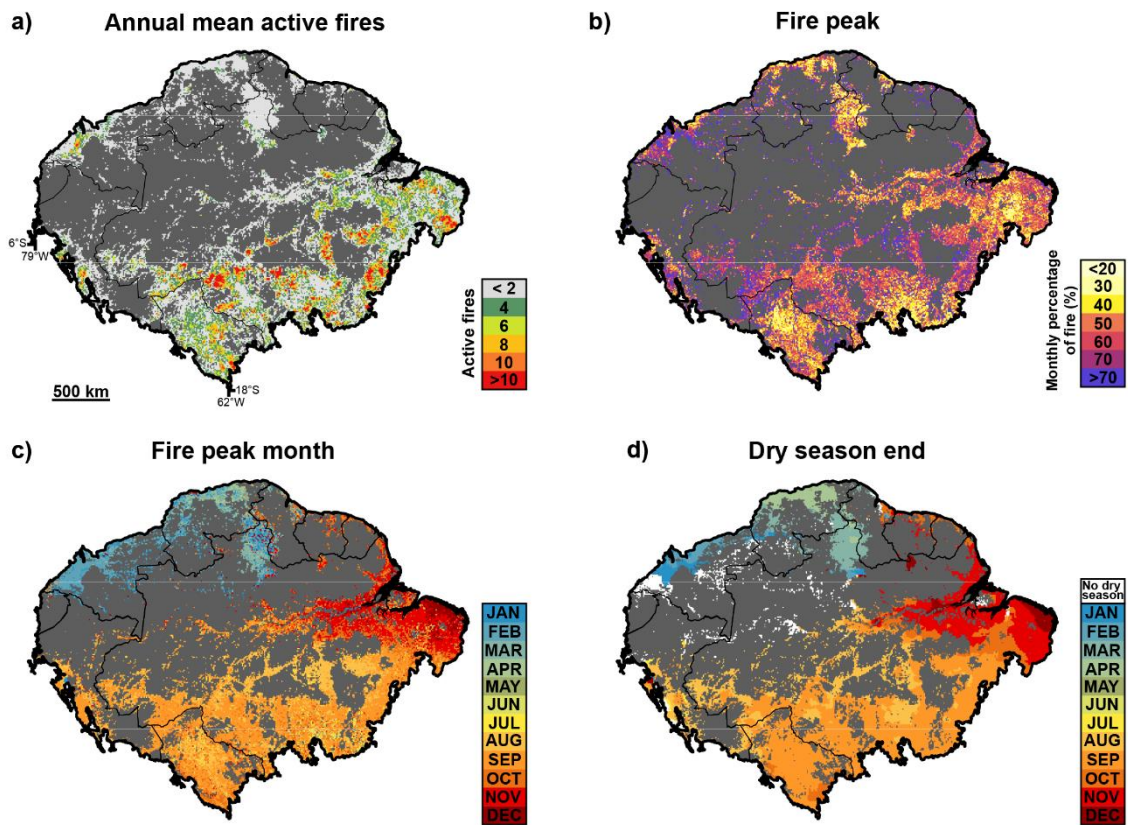 a) Annual mean active fires
b) Fire peak
6°S
79°W
18°S
62°W
500 km
Active fires
< 2
4
6
8
10
>10
Monthly percentage
of fire (%)
<20
30
40
50
60
70
>70
c) Fire peak month
d) Dry season end
JAN
FEB
MAR
APR
MAY
JUN
JUL
AUG
SEP
OCT
NOV
DEC
No dry
season
JAN
FEB
MAR
APR
MAY
JUN
JUL
AUG
SEP
OCT
NOV
DEC